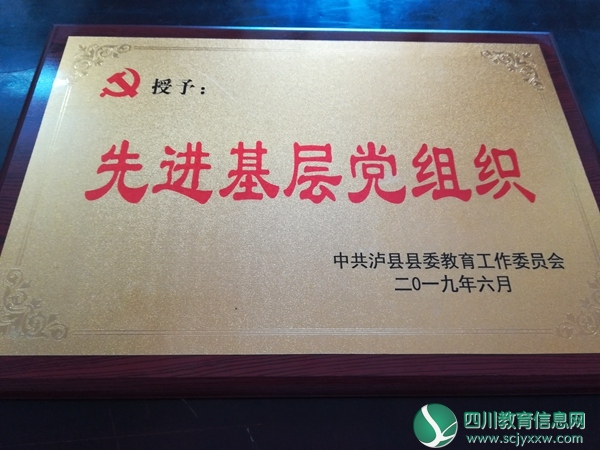 授予：
先进基层党组织
中共泸县县委教育工作委员会
二0一九年六月
四川教育信息网
www.scjyxxw.com